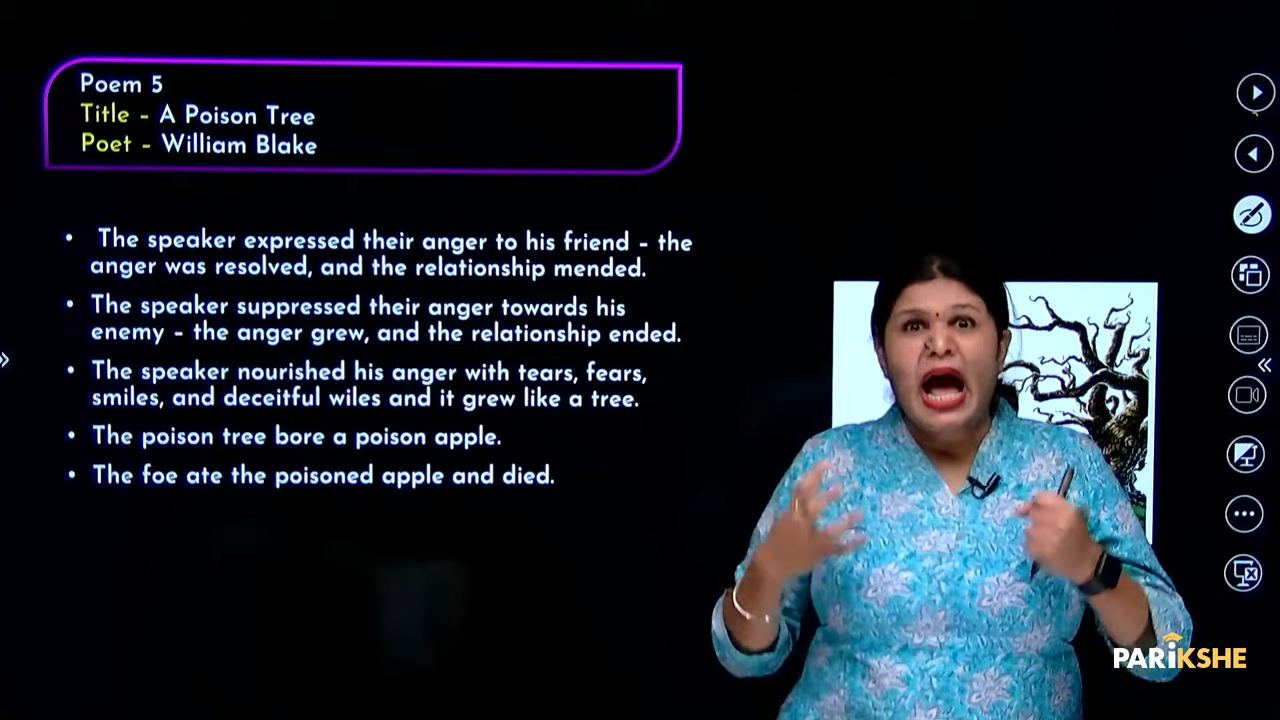 Poem 5
Title - A Poison Tree
Poet - William Blake
• The speaker expressed their anger to his friend – the
anger was resolved, and the relationship mended.
• The speaker suppressed their anger towards his
enemy – the anger grew, and the relationship ended.
• The speaker nourished his anger with tears, fears,
smiles, and deceitful wiles and it grew like a tree.
• The poison tree bore a poison apple.
• The foe ate the poisoned apple and died.
PARiKSHE